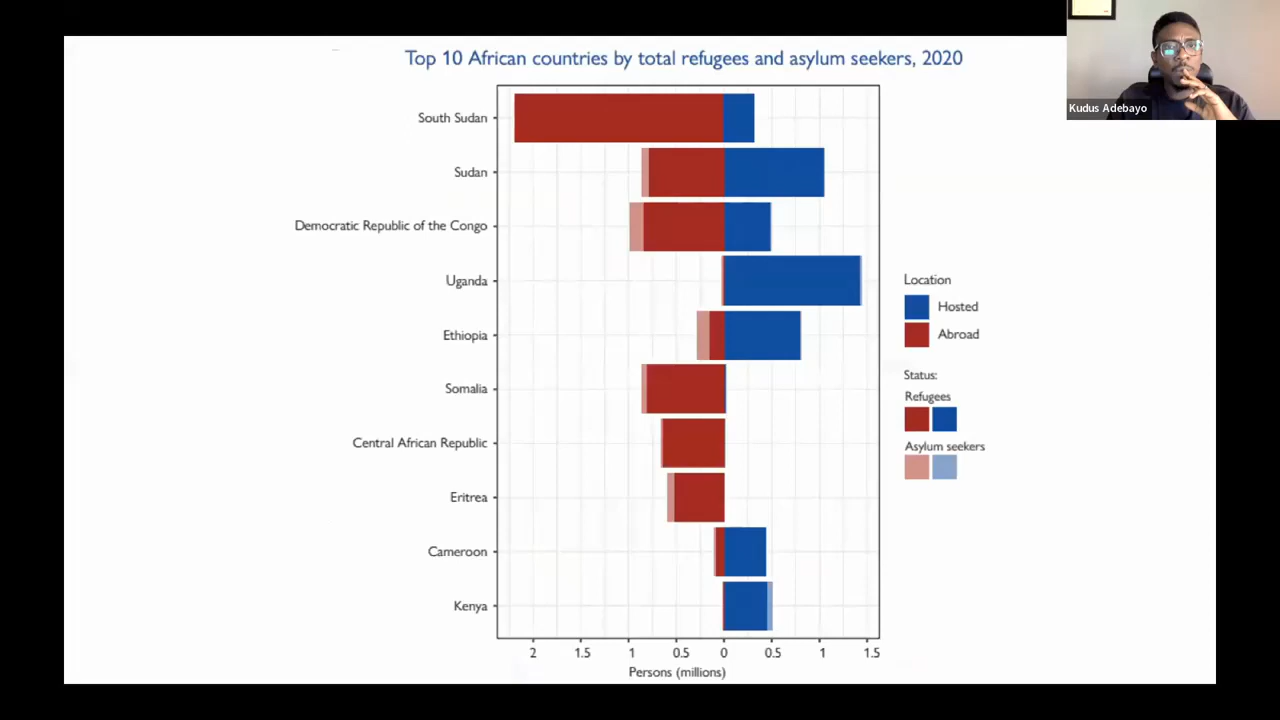 Top 10 African countries by total refugees and asylum seekers, 2020
Kudus Adebayo
South Sudan
Sudan
Democratic Republic of the Congo
Uganda
Ethiopia
Somalia
Central African Republic
Eritrea
Cameroon
Kenya
2 1.5 1 0.5 0 0.5 1 1.5
Persons (millions)
Location
Hosted
Abroad
Status:
Refugees
Asylum seekers